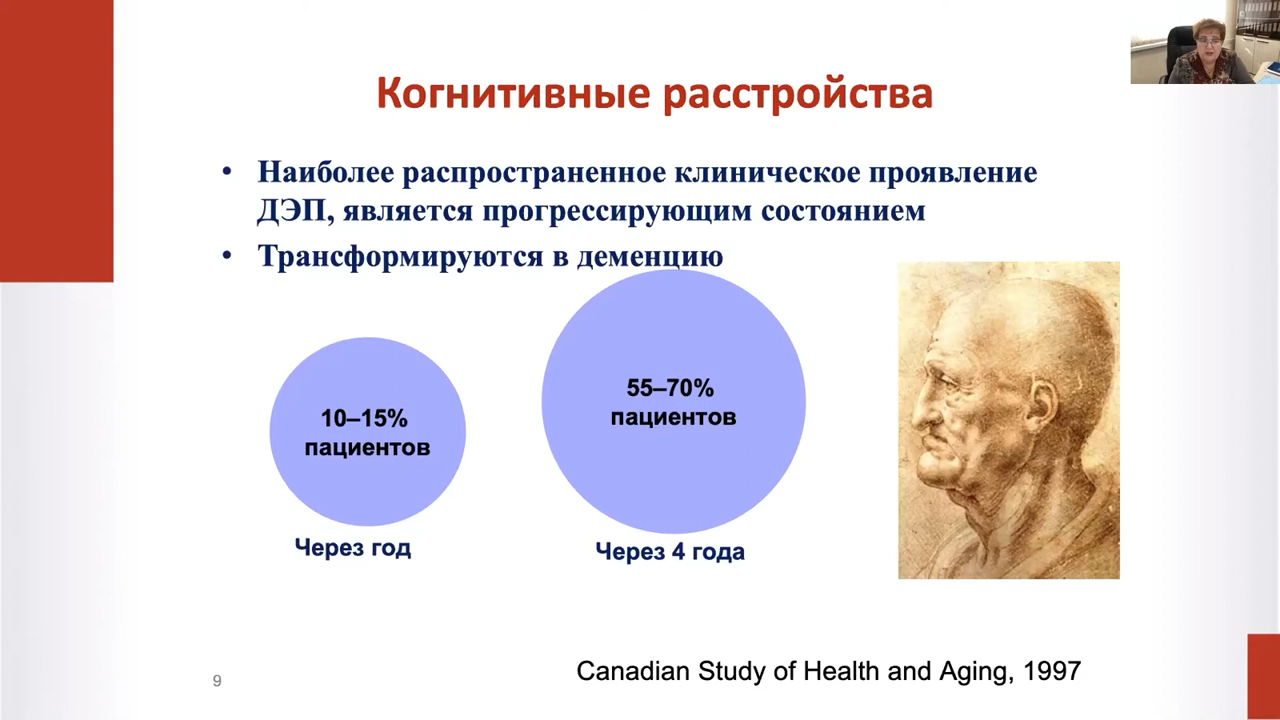 Когнитивные расстройства
• Наиболее распространенное клиническое проявление
ДЭП, является прогрессирующим состоянием
• Трансформируются в деменцию
10–15%
пациентов
Через год
55–70%
пациентов
Через 4 года
Canadian Study of Health and Aging, 1997
9